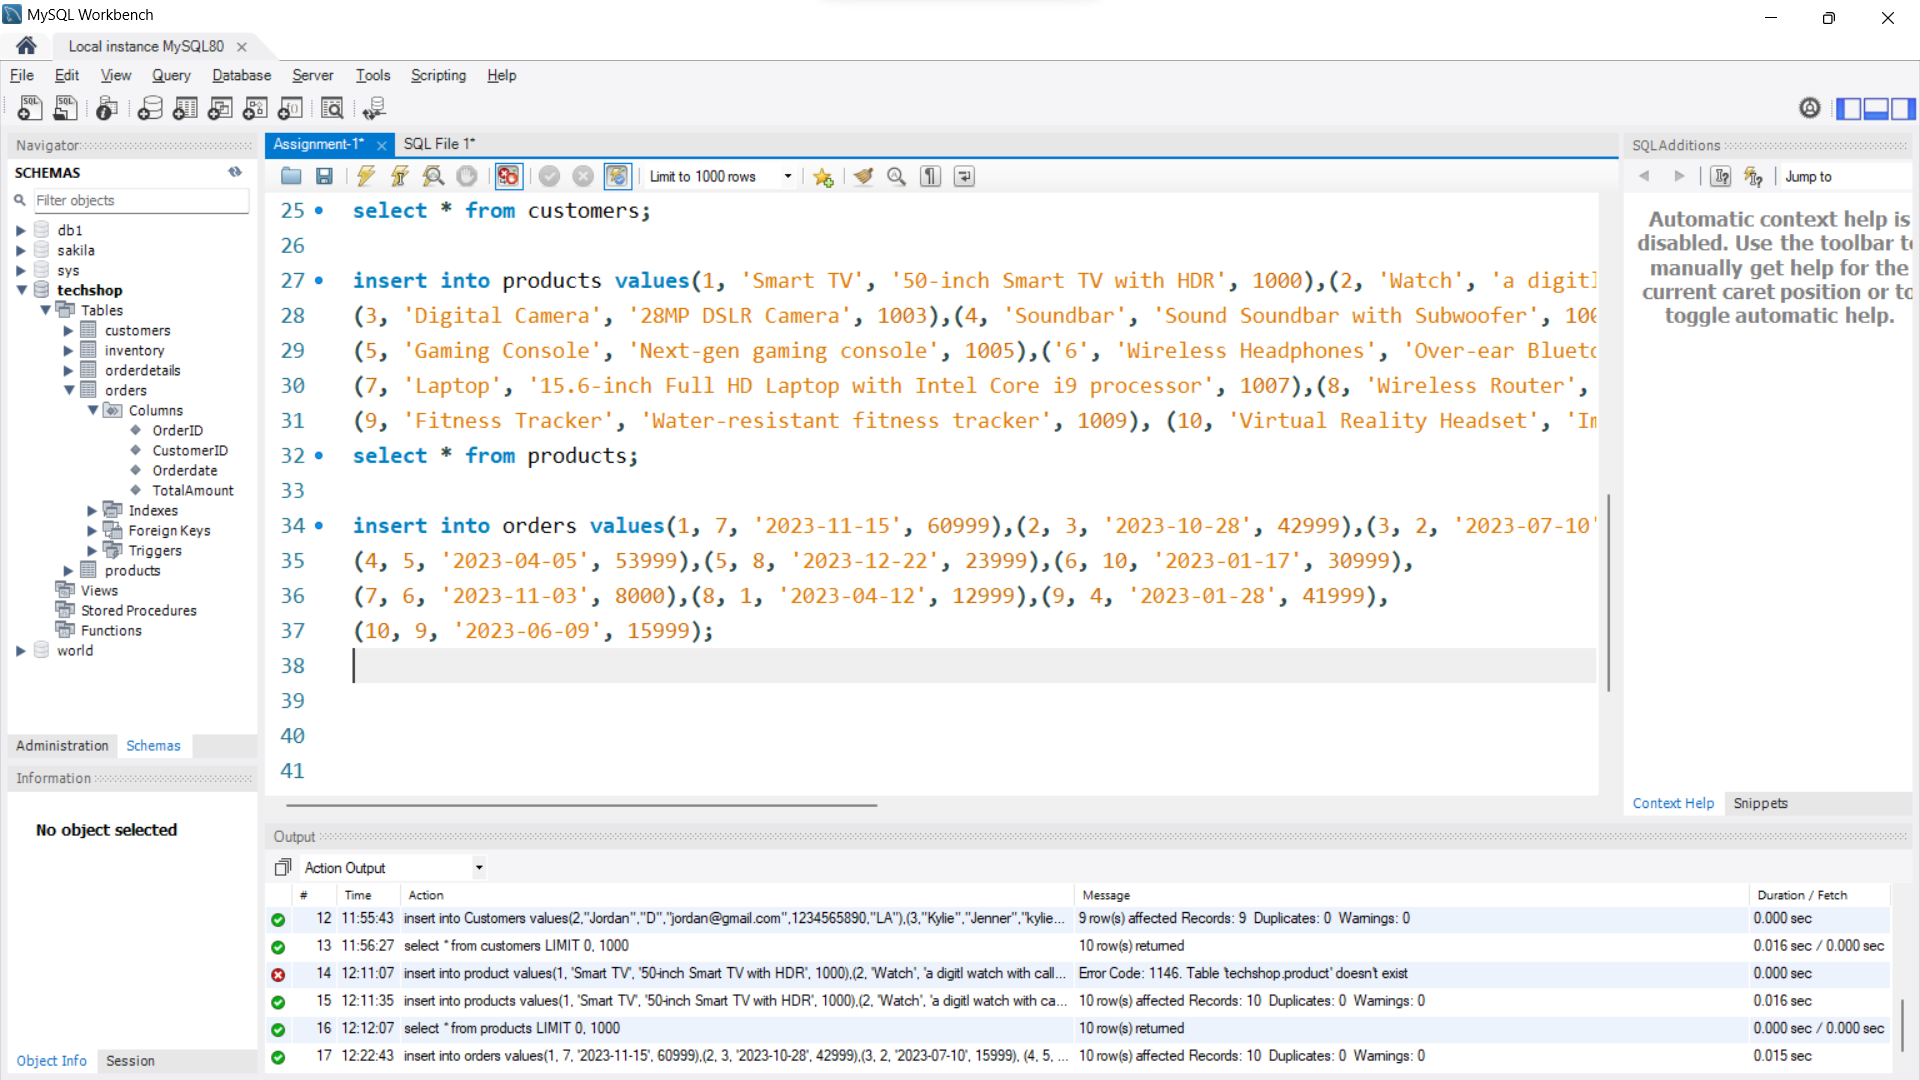 MySQL Workbench
Local instance MySQL80
File Edit View Query Database Server Tools Scripting Help
Navigator
SCHEMAS
Filter objects
db1
sakila
sys
techshop
Tables
customers
inventory
orderdetails
orders
Columns
OrderID
CustomerID
Orderdate
TotalAmount
Indexes
Foreign Keys
Triggers
products
Views
Stored Procedures
Functions
world
Administration Schemas
Information
No object selected
Object Info Session
Assignment-1* SQL File 1*
Limit to 1000 rows
25 select * from customers;
26
27 insert into products values(1, 'Smart TV', '50-inch Smart TV with HDR', 1000),(2, 'Watch', 'a digitl
28 (3, 'Digital Camera', '28MP DSLR Camera', 1003),(4, 'Soundbar', 'Sound Soundbar with Subwoofer', 100
29 (5, 'Gaming Console', 'Next-gen gaming console', 1005),('6', 'Wireless Headphones', 'Over-ear Blueto
30 (7, 'Laptop', '15.6-inch Full HD Laptop with Intel Core i9 processor', 1007),(8, 'Wireless Router',
31 (9, 'Fitness Tracker', 'Water-resistant fitness tracker', 1009), (10, 'Virtual Reality Headset', 'Im
32 select * from products;
33
34 insert into orders values(1, 7, '2023-11-15', 60999),(2, 3, '2023-10-28', 42999),(3, 2, '2023-07-10'
35 (4, 5, '2023-04-05', 53999),(5, 8, '2023-12-22', 23999),(6, 10, '2023-01-17', 30999),
36 (7, 6, '2023-11-03', 8000),(8, 1, '2023-04-12', 12999),(9, 4, '2023-01-28', 41999),
37 (10, 9, '2023-06-09', 15999);
38
39
40
41
SQLAdditions
Jump to
Automatic context help is
disabled. Use the toolbar to
manually get help for the
current caret position or to
toggle automatic help.
Context Help Snippets
Output
Action Output
# Time Action Message Duration / Fetch
12 11:55:43 insert into Customers values(2,"Jordan","D","jordan@gmail.com",1234565890,"LA"),(3,"Kylie","Jenner","kylie... 9 row(s) affected Records: 9 Duplicates: 0 Warnings: 0 0.000 sec
13 11:56:27 select * from customers LIMIT 0, 1000 10 row(s) returned 0.016 sec / 0.000 sec
14 12:11:07 insert into product values(1, 'Smart TV', '50-inch Smart TV with HDR', 1000),(2, 'Watch', 'a digitl watch with call... Error Code: 1146. Table 'techshop.product' doesn't exist 0.000 sec
15 12:11:35 insert into products values(1, 'Smart TV', '50-inch Smart TV with HDR', 1000),(2, 'Watch', 'a digitl watch with ca... 10 row(s) affected Records: 10 Duplicates: 0 Warnings: 0 0.016 sec
16 12:12:07 select * from products LIMIT 0, 1000 10 row(s) returned 0.000 sec / 0.000 sec
17 12:22:43 insert into orders values(1, 7, '2023-11-15', 60999),(2, 3, '2023-10-28', 42999),(3, 2, '2023-07-10', 15999), (4, 5, ... 10 row(s) affected Records: 10 Duplicates: 0 Warnings: 0 0.015 sec